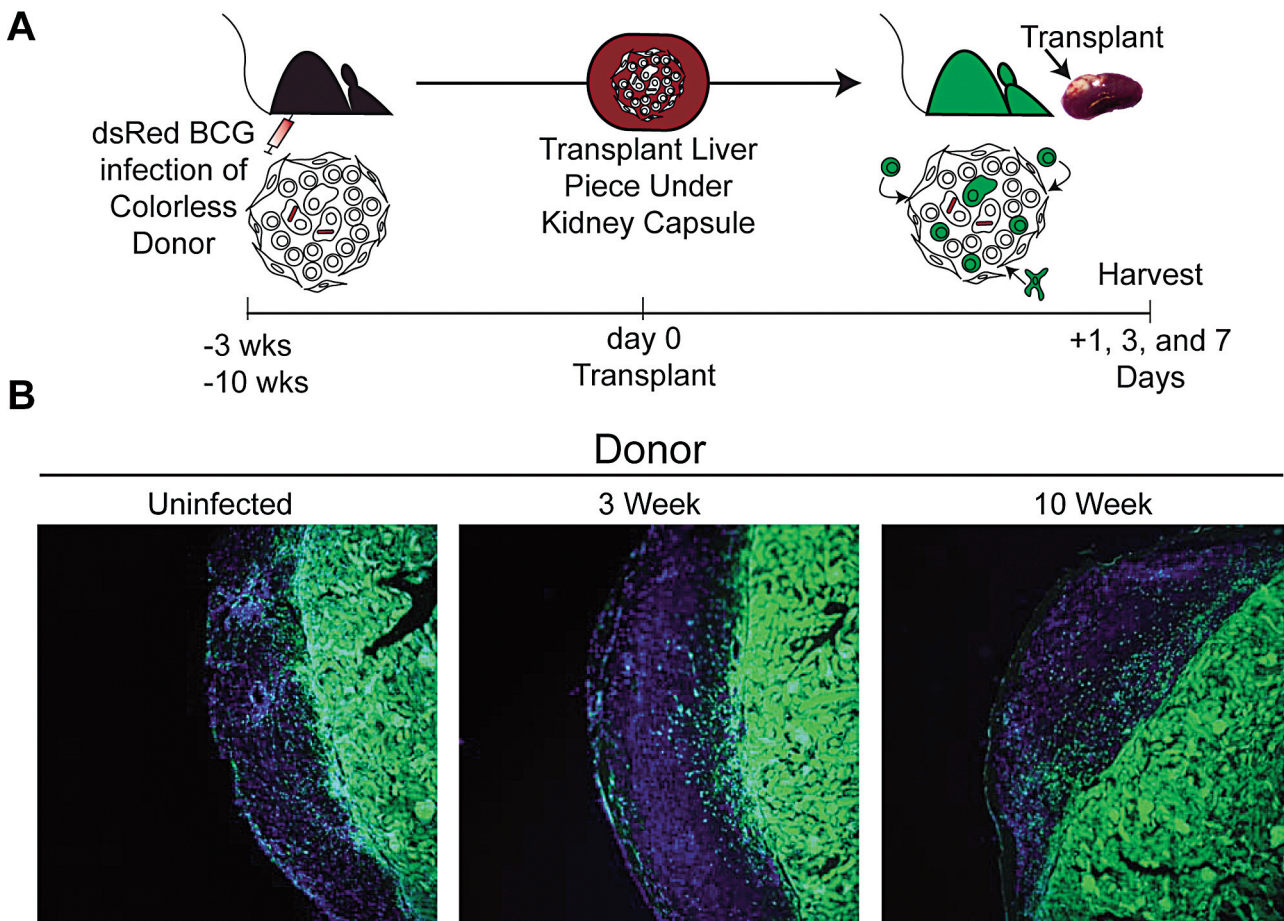 A
dsRed BCG
infection of
Colorless
Donor
Transplant Liver
Piece Under
Kidney Capsule
Transplant
Harvest
-3 wks
-10 wks
day 0
Transplant
+1, 3, and 7
Days
B
Donor
Uninfected
3 Week
10 Week